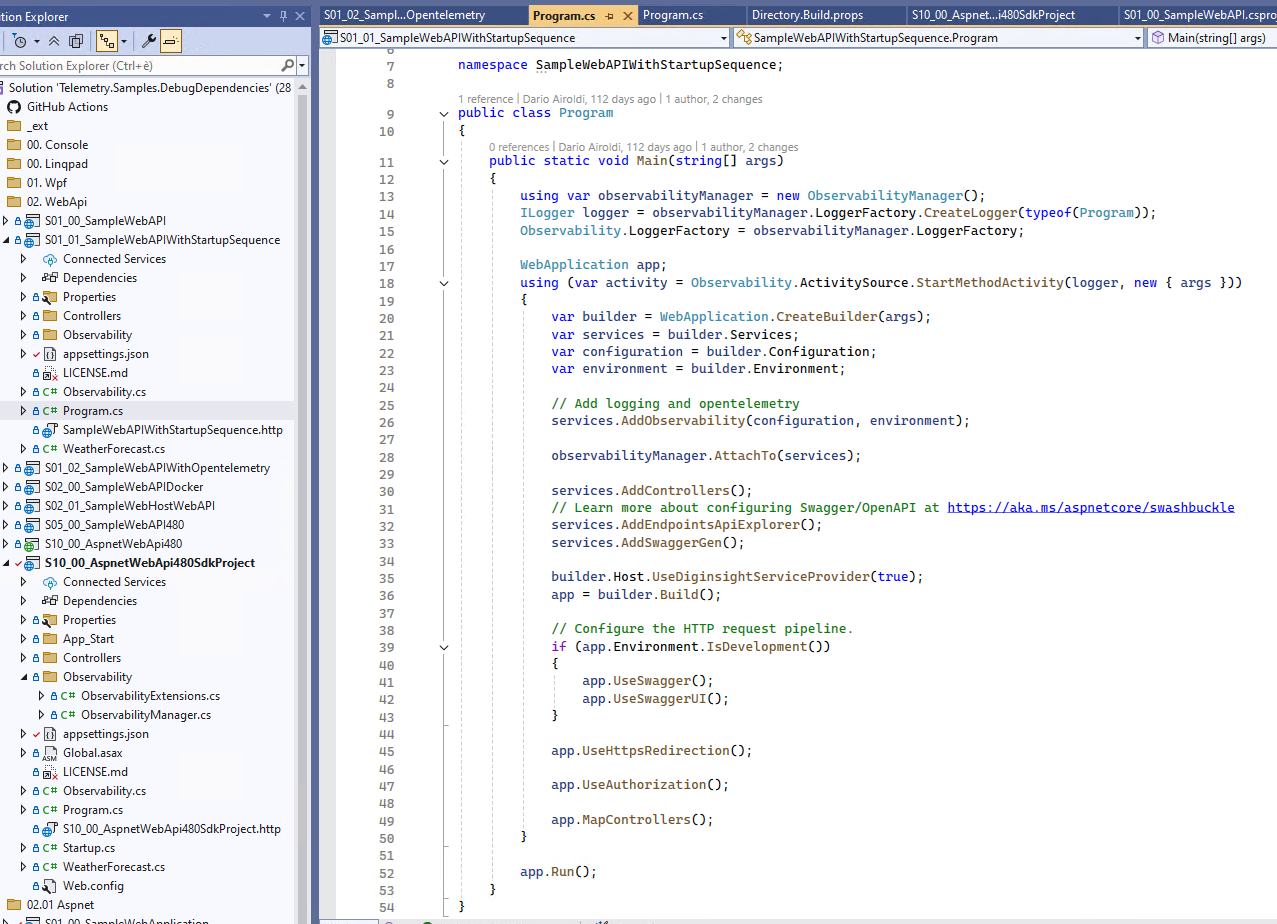 ution Explorer
rch Solution Explorer (Ctrl+è)
Solution 'Telemetry.Samples.DebugDependencies' (28
GitHub Actions
_ext
00. Console
00. Linqpad
01. Wpf
02. WebApi
S01_00_SampleWebAPI
S01_01_SampleWebAPIWithStartupSequence
Connected Services
Dependencies
Properties
Controllers
Observability
appsettings.json
LICENSE.md
C# Observability.cs
C# Program.cs
SampleWebAPIWithStartupSequence.http
C# WeatherForecast.cs
S01_02_SampleWebAPIWithOpentelemetry
S02_00_SampleWebAPIDocker
S02_01_SampleWebHostWebAPI
S05_00_SampleWebAPI480
S10_00_AspnetWebApi480
S10_00_AspnetWebApi480SdkProject
Connected Services
Dependencies
Properties
App_Start
Controllers
Observability
C# ObservabilityExtensions.cs
C# ObservabilityManager.cs
appsettings.json
Global.asax
LICENSE.md
C# Observability.cs
C# Program.cs
S10_00_AspnetWebApi480SdkProject.http
C# Startup.cs
C# WeatherForecast.cs
Web.config
02.01 Aspnet
S01_00_SampleWebApplication
S01_02_Sampl...Opentelemetry Program.cs Program.cs Directory.Build.props S10_00_Aspnet...i480SdkProject S01_00_SampleWebAPI.cspro
S01_01_SampleWebAPIWithStartupSequence SampleWebAPIWithStartupSequence.Program Main(string[] args)
6
7 namespace SampleWebAPIWithStartupSequence;
8
1 reference | Dario Airoldi, 112 days ago | 1 author, 2 changes
9 public class Program
10 {
0 references | Dario Airoldi, 112 days ago | 1 author, 2 changes
11 public static void Main(string[] args)
12 {
13 using var observabilityManager = new ObservabilityManager();
14 ILogger logger = observabilityManager.LoggerFactory.CreateLogger(typeof(Program));
15 Observability.LoggerFactory = observabilityManager.LoggerFactory;
16
17 WebApplication app;
18 using (var activity = Observability.ActivitySource.StartMethodActivity(logger, new { args }))
19 {
20 var builder = WebApplication.CreateBuilder(args);
21 var services = builder.Services;
22 var configuration = builder.Configuration;
23 var environment = builder.Environment;
24
25 // Add logging and opentelemetry
26 services.AddObservability(configuration, environment);
27
28 observabilityManager.AttachTo(services);
29
30 services.AddControllers();
31 // Learn more about configuring Swagger/OpenAPI at https://aka.ms/aspnetcore/swashbuckle
32 services.AddEndpointsApiExplorer();
33 services.AddSwaggerGen();
34
35 builder.Host.UseDiginsightServiceProvider(true);
36 app = builder.Build();
37
38 // Configure the HTTP request pipeline.
39 if (app.Environment.IsDevelopment())
40 {
41 app.UseSwagger();
42 app.UseSwaggerUI();
43 }
44
45 app.UseHttpsRedirection();
46
47 app.UseAuthorization();
48
49 app.MapControllers();
50 }
51
52 app.Run();
53 }
54 }